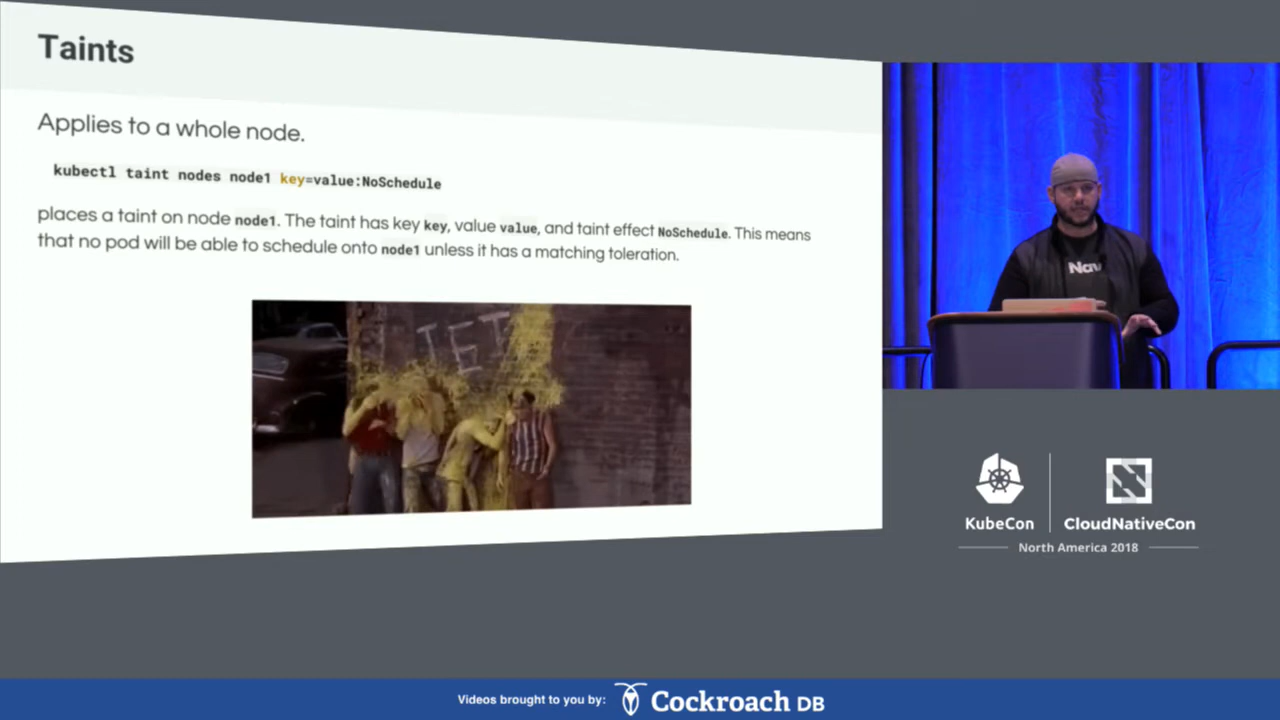 Taints
Applies to a whole node.
kubectl taint nodes node1 key=value:NoSchedule
places a taint on node node1. The taint has key key, value value, and taint effect NoSchedule. This means
that no pod will be able to schedule onto node1 unless it has a matching toleration.
JET
Nav
KubeCon
CloudNativeCon
North America 2018
Videos brought to you by:
Cockroach DB